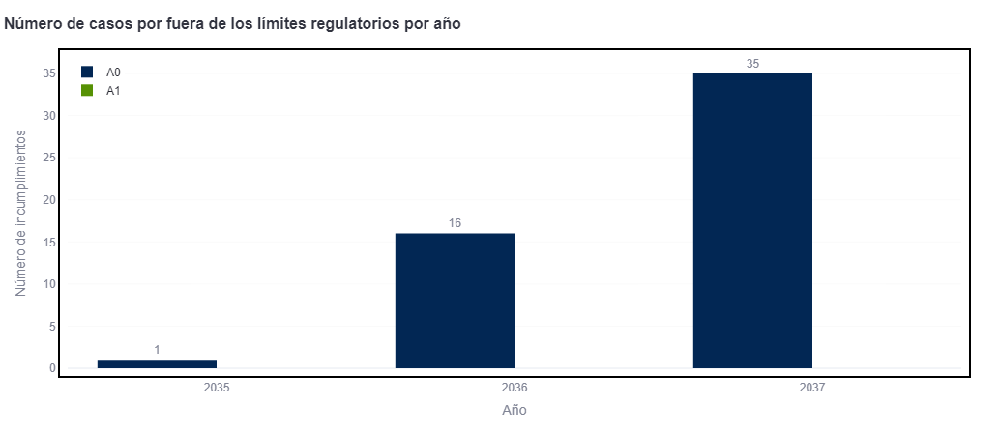 Número de casos por fuera de los límites regulatorios por año
A0
A1
Número de incumplimientos
35
30
25
20
15
10
5
0
1
16
35
2035
2036
2037
Año